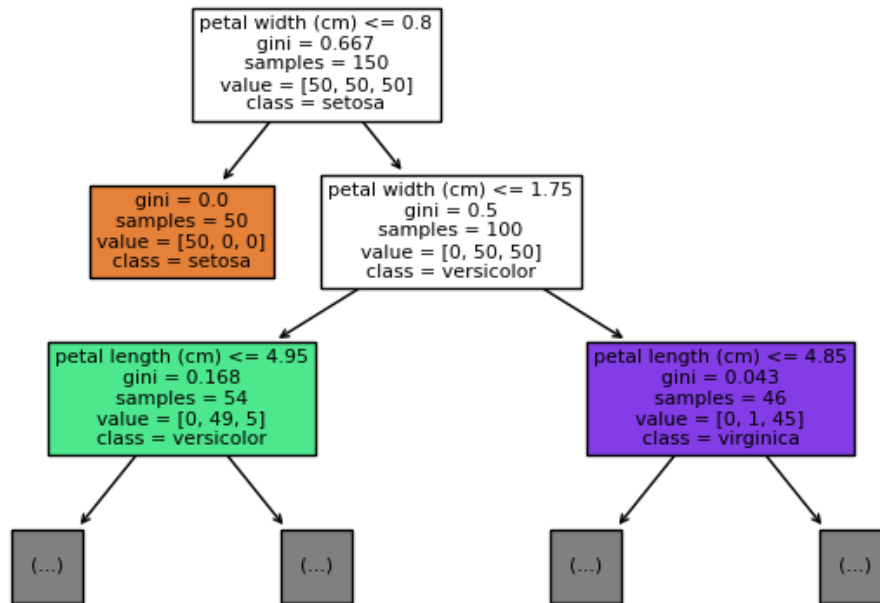 petal width (cm) <= 0.8
gini = 0.667
samples = 150
value = [50, 50, 50]
class = setosa
gini = 0.0
samples = 50
value = [50, 0, 0]
class = setosa
petal width (cm) <= 1.75
gini = 0.5
samples = 100
value = [0, 50, 50]
class = versicolor
petal length (cm) <= 4.95
gini = 0.168
samples = 54
value = [0, 49, 5]
class = versicolor
petal length (cm) <= 4.85
gini = 0.043
samples = 46
value = [0, 1, 45]
class = virginica
(...)
(...)
(...)
(...)